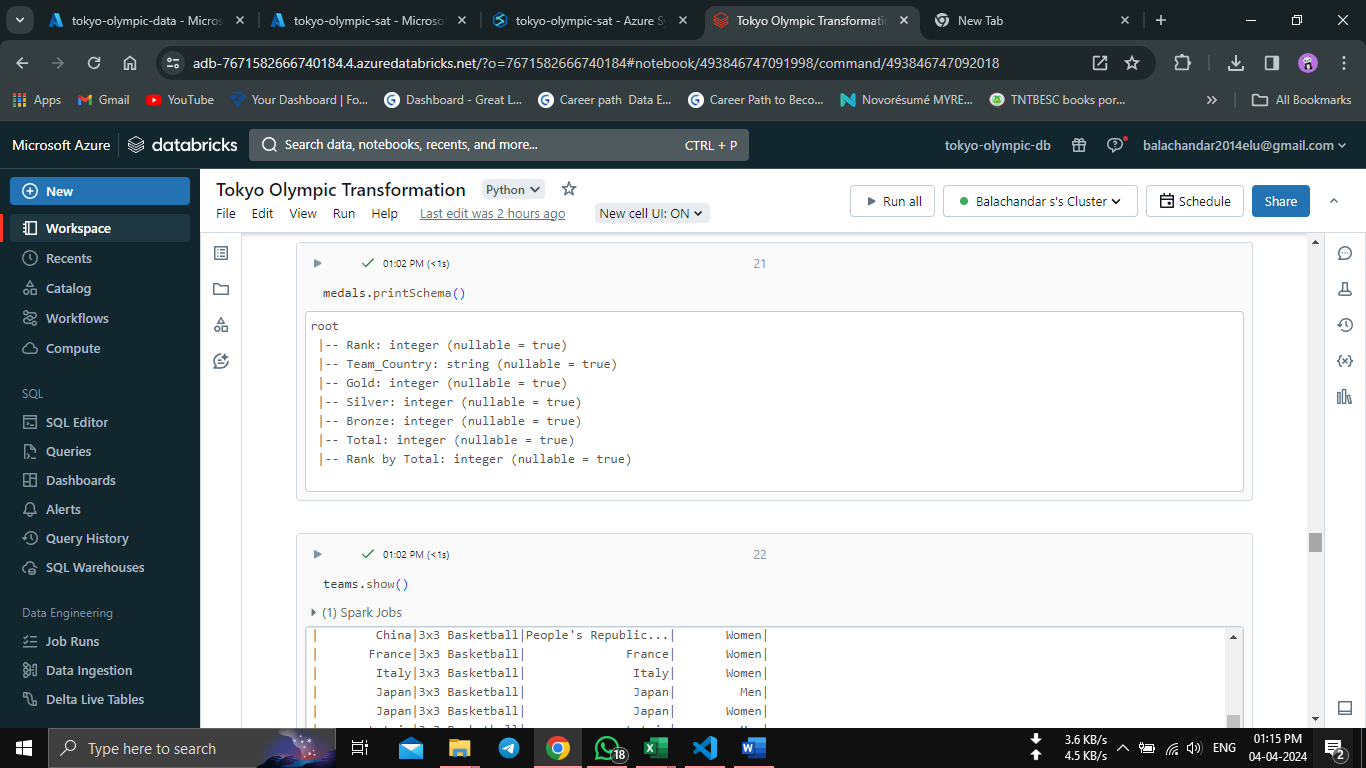 tokyo-olympic-data - Micros
tokyo-olympic-sat - Microso
tokyo-olympic-sat - Azure Sy
Tokyo Olympic Transformati
New Tab
adb-7671582666740184.4.azuredatabricks.net/?o=7671582666740184#notebook/493846747091998/command/493846747092018
Apps
Gmail
YouTube
Your Dashboard | Fo...
Dashboard - Great L...
Career path Data E...
Career Path to Beco...
Novorésumé MYRE...
TNTBESC books por...
»
All Bookmarks
Microsoft Azure
databricks
Search data, notebooks, recents, and more...
CTRL + P
tokyo-olympic-db
balachandar2014elu@gmail.com
New
Workspace
Recents
Catalog
Workflows
Compute
SQL
SQL Editor
Queries
Dashboards
Alerts
Query History
SQL Warehouses
Data Engineering
Job Runs
Data Ingestion
Delta Live Tables
Tokyo Olympic Transformation
Python
File Edit View Run Help
Last edit was 2 hours ago
New cell UI: ON
Run all
Balachandar s's Cluster
Schedule
Share
01:02 PM (<1s)
21
medals.printSchema()
root
|-- Rank: integer (nullable = true)
|-- Team_Country: string (nullable = true)
|-- Gold: integer (nullable = true)
|-- Silver: integer (nullable = true)
|-- Bronze: integer (nullable = true)
|-- Total: integer (nullable = true)
|-- Rank by Total: integer (nullable = true)
01:02 PM (<1s)
22
teams.show()
(1) Spark Jobs
| China|3x3 Basketball|People's Republic...| Women|
| France|3x3 Basketball| France| Women|
| Italy|3x3 Basketball| Italy| Women|
| Japan|3x3 Basketball| Japan| Men|
| Japan|3x3 Basketball| Japan| Women|
Type here to search
18
3.6 KB/s
4.5 KB/s
ENG
01:15 PM
04-04-2024
2